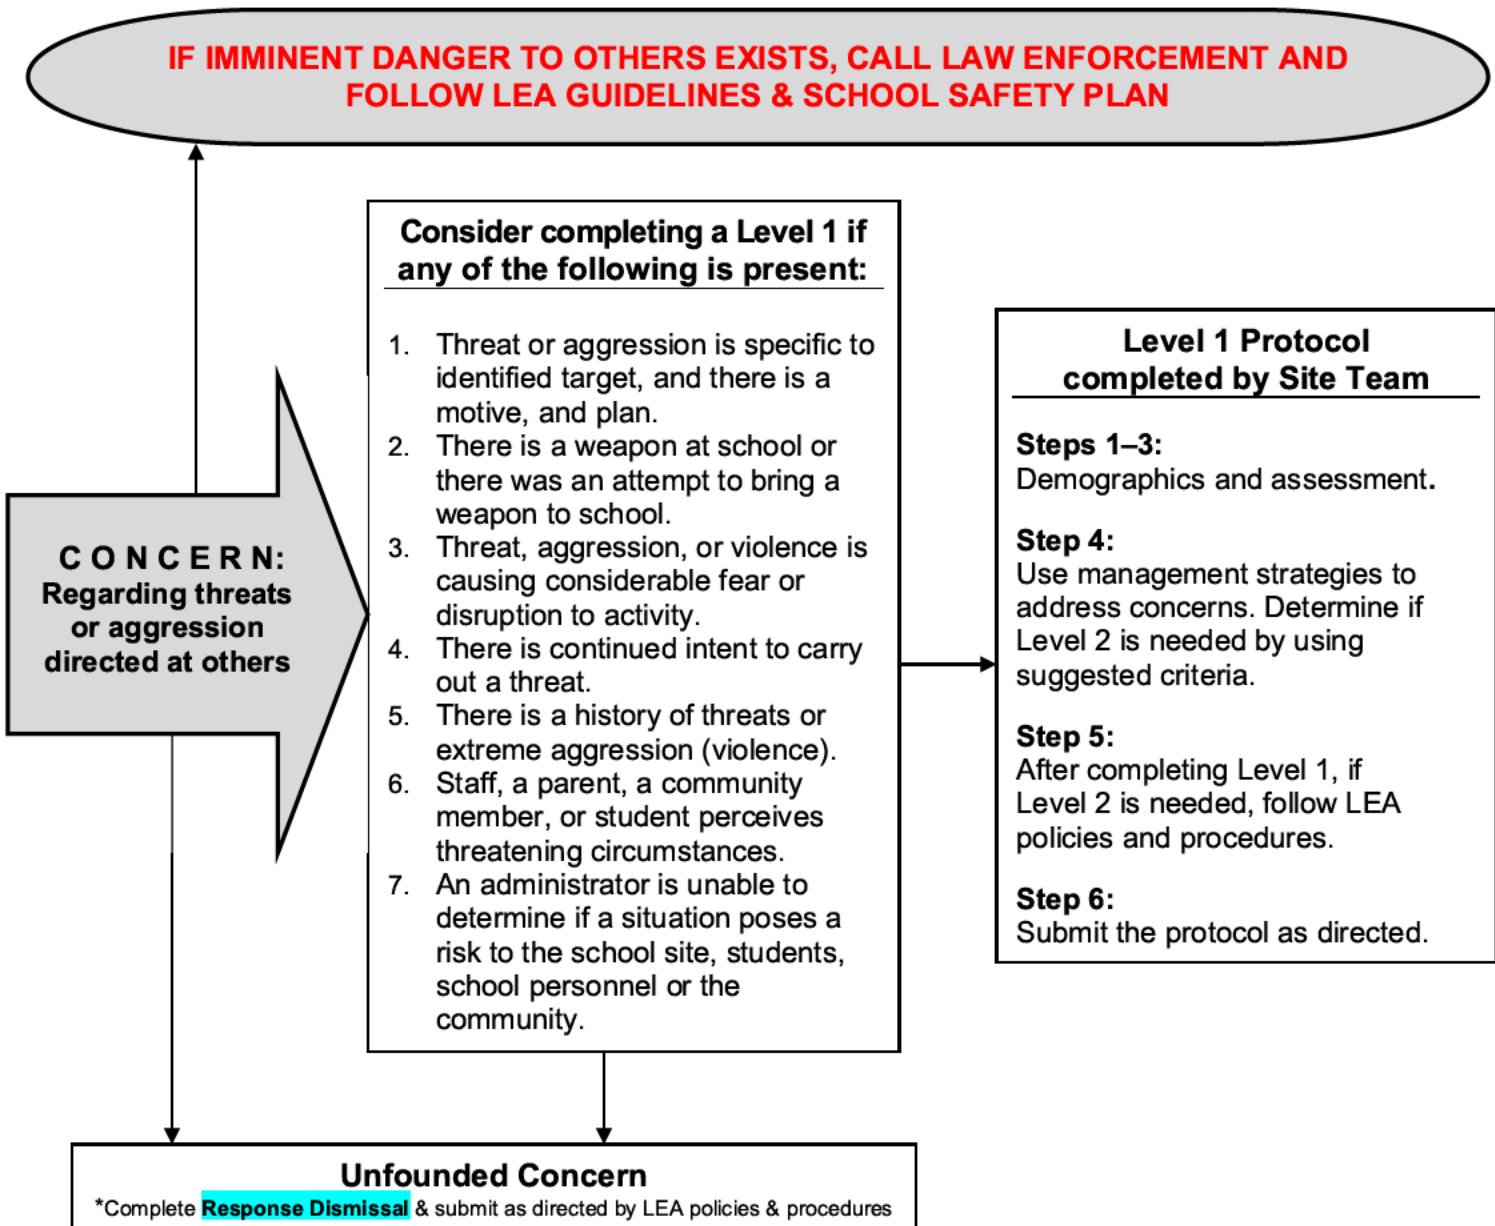 IF IMMINENT DANGER TO OTHERS EXISTS, CALL LAW ENFORCEMENT AND
FOLLOW LEA GUIDELINES & SCHOOL SAFETY PLAN
C O N C E R N:
Regarding threats
or aggression
directed at others
Consider completing a Level 1 if
any of the following is present:
1. Threat or aggression is specific to
identified target, and there is a
motive, and plan.
2. There is a weapon at school or
there was an attempt to bring a
weapon to school.
3. Threat, aggression, or violence is
causing considerable fear or
disruption to activity.
4. There is continued intent to carry
out a threat.
5. There is a history of threats or
extreme aggression (violence).
6. Staff, a parent, a community
member, or student perceives
threatening circumstances.
7. An administrator is unable to
determine if a situation poses a
risk to the school site, students,
school personnel or the
community.
Level 1 Protocol
completed by Site Team
Steps 1–3:
Demographics and assessment.
Step 4:
Use management strategies to
address concerns. Determine if
Level 2 is needed by using
suggested criteria.
Step 5:
After completing Level 1, if
Level 2 is needed, follow LEA
policies and procedures.
Step 6:
Submit the protocol as directed.
Unfounded Concern
*Complete Response Dismissal & submit as directed by LEA policies & procedures